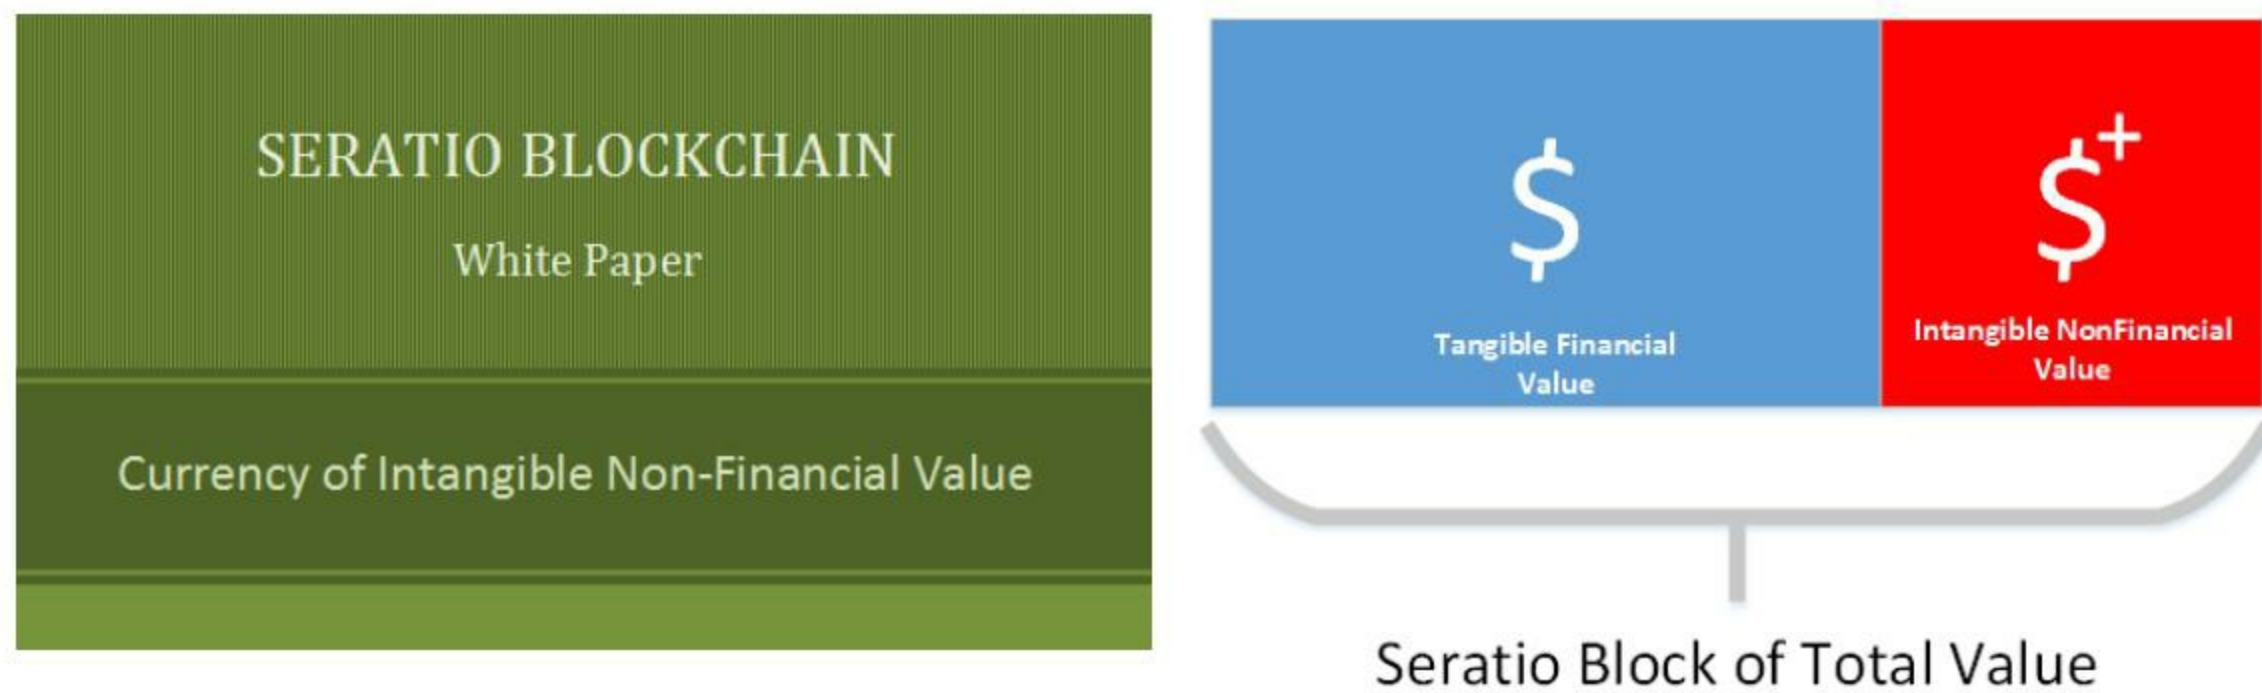 SERATIO BLOCKCHAIN
White Paper
Currency of Intangible Non-Financial Value
$
Tangible Financial
Value
$+
Intangible NonFinancial
Value
Seratio Block of Total Value